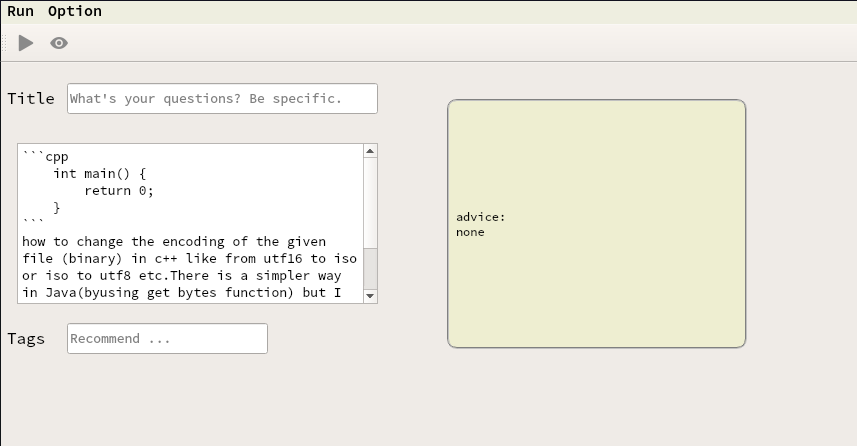 Run Option
Title What's your questions? Be specific.
```cpp
    int main() {
        return 0;
    }
```
how to change the encoding of the given
file (binary) in c++ like from utf16 to iso
or iso to utf8 etc.There is a simpler way
in Java(byusing get bytes function) but I
advice:
none
Tags Recommend ...